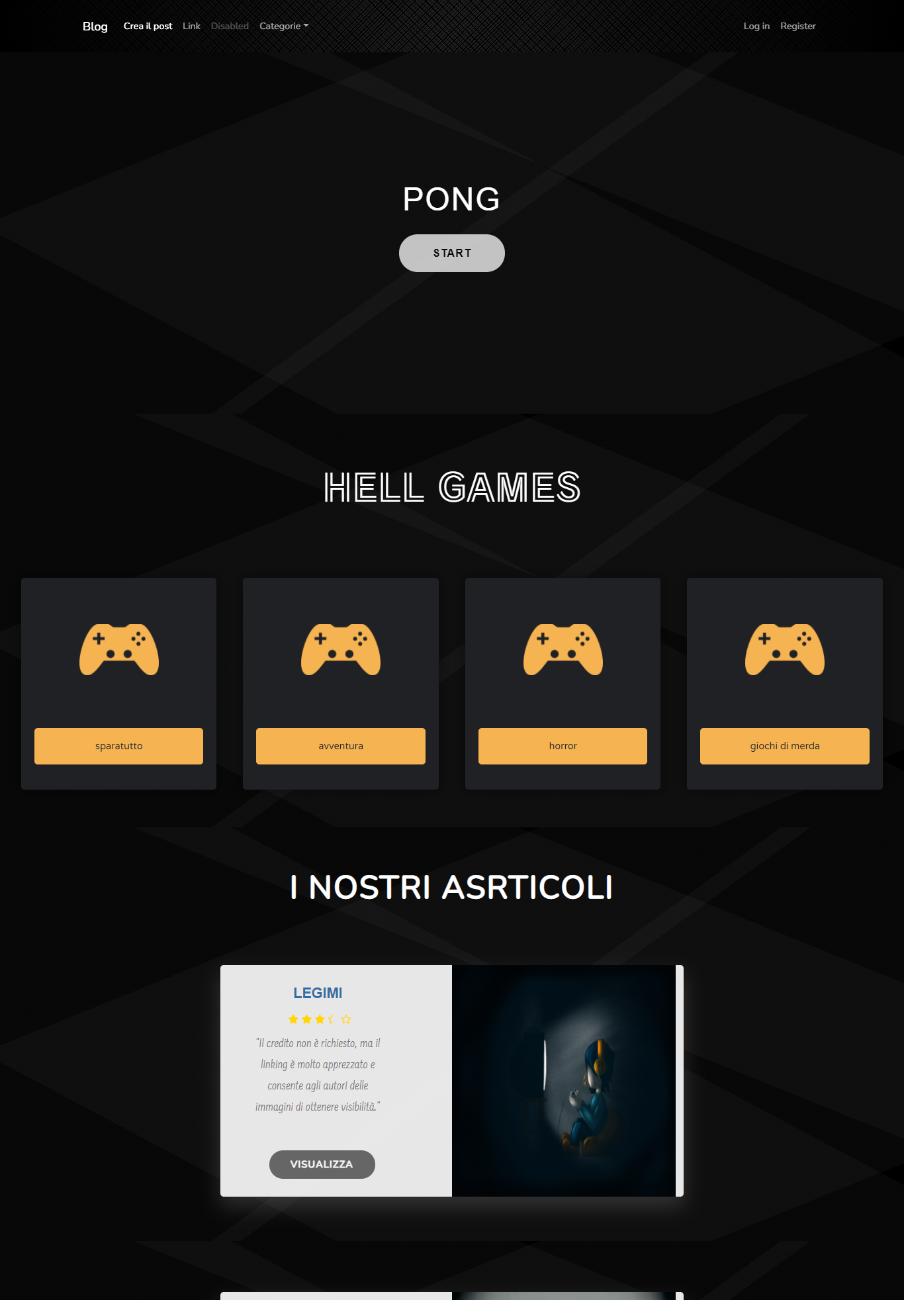 Blog Crea il post Link Disabled Categorie Log in Register
PONG
START
HELL GAMES
sparatutto avventura horror giochi di merda
I NOSTRI ASRTICOLI
LEGIMI
"Il credito non è richiesto, ma il
linking è molto apprezzato e
consente agli autorI delle
immagini di ottenere visibilità."
VISUALIZZA